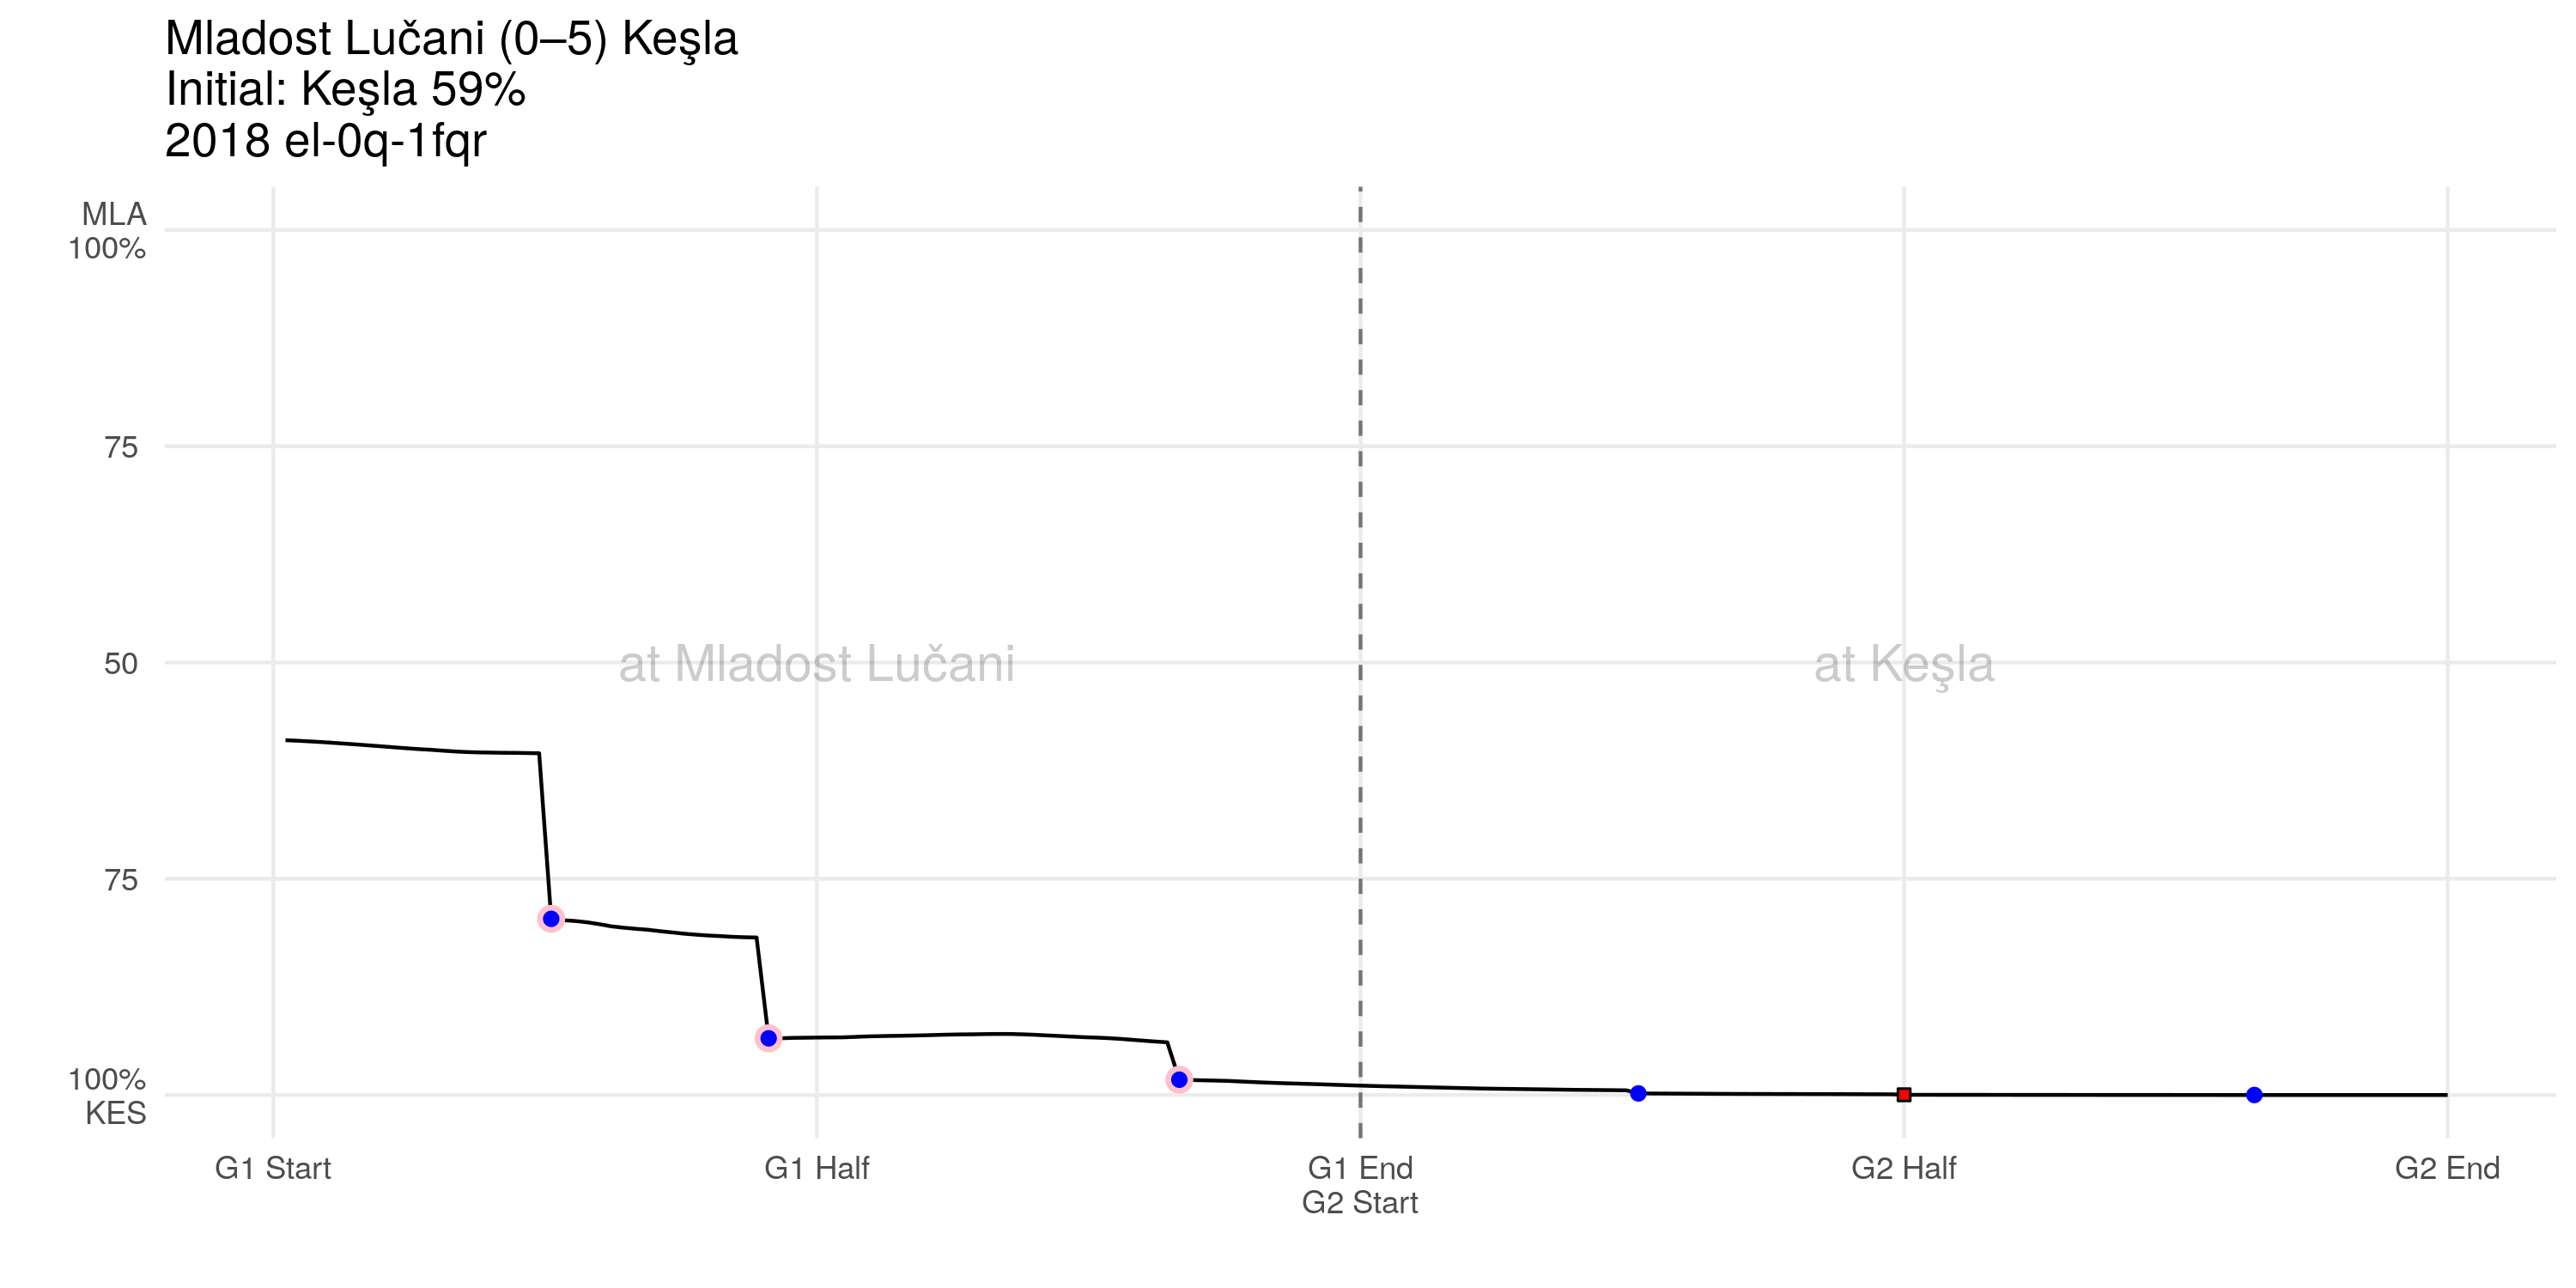 Mladost Lučani (0–5) Keşla
Initial: Keşla 59%
2018 el-0q-1fqr
MLA
100%
75
50
75
100%
KES
at Mladost Lučani
at Keşla
G1 Start
G1 Half
G1 End
G2 Start
G2 Half
G2 End